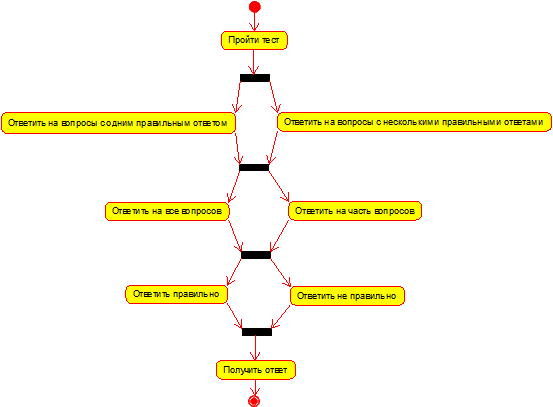 Пройти тест
Ответить на вопросы с одним правильным ответом
Ответить на вопросы с несколькими правильными ответами
Ответить на все вопросов
Ответить на часть вопросов
Ответить правильно
Ответить не правильно
Получить ответ